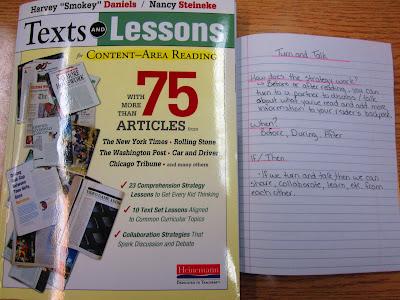 Harvey "Smokey" Daniels / Nancy Steineke
Texts AND Lessons
for CONTENT-AREA READING
WITH
MORE
THAN
75
ARTICLES from
The New York Times • Rolling Stone
The Washington Post • Car and Driver
Chicago Tribune • and many others
✓ 23 Comprehension Strategy
Lessons to Get Every Kid Thinking
✓ 10 Text Set Lessons Aligned
to Common Curricular Topics
✓ Collaboration Strategies That
Spark Discussion and Debate
Heinemann
DEDICATED TO TEACHERS
Turn and Talk
How does the strategy work?
Before or after reading, you can
turn to a partner to discuss / talk
about what you've read and add more
information to your reader's backpack.
When?
Before, During, After
If / Then
If we turn and talk then we can
share, collaborate, learn, etc. from
each other.